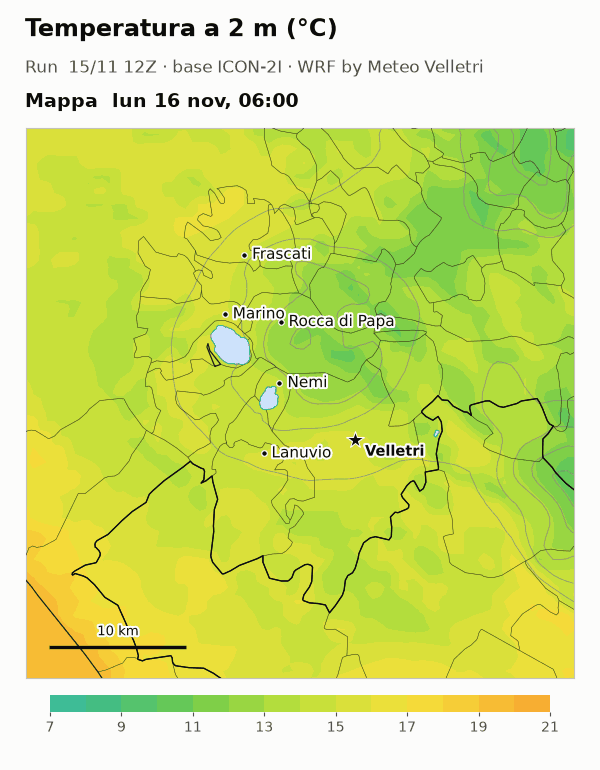 Temperatura a 2 m (°C)
Run  15/11 12Z · base ICON-2I · WRF by Meteo Velletri
Mappa  lun 16 nov, 06:00
Frascati
Marino
Rocca di Papa
Nemi
Velletri
Lanuvio
10 km
7 9 11 13 15 17 19 21